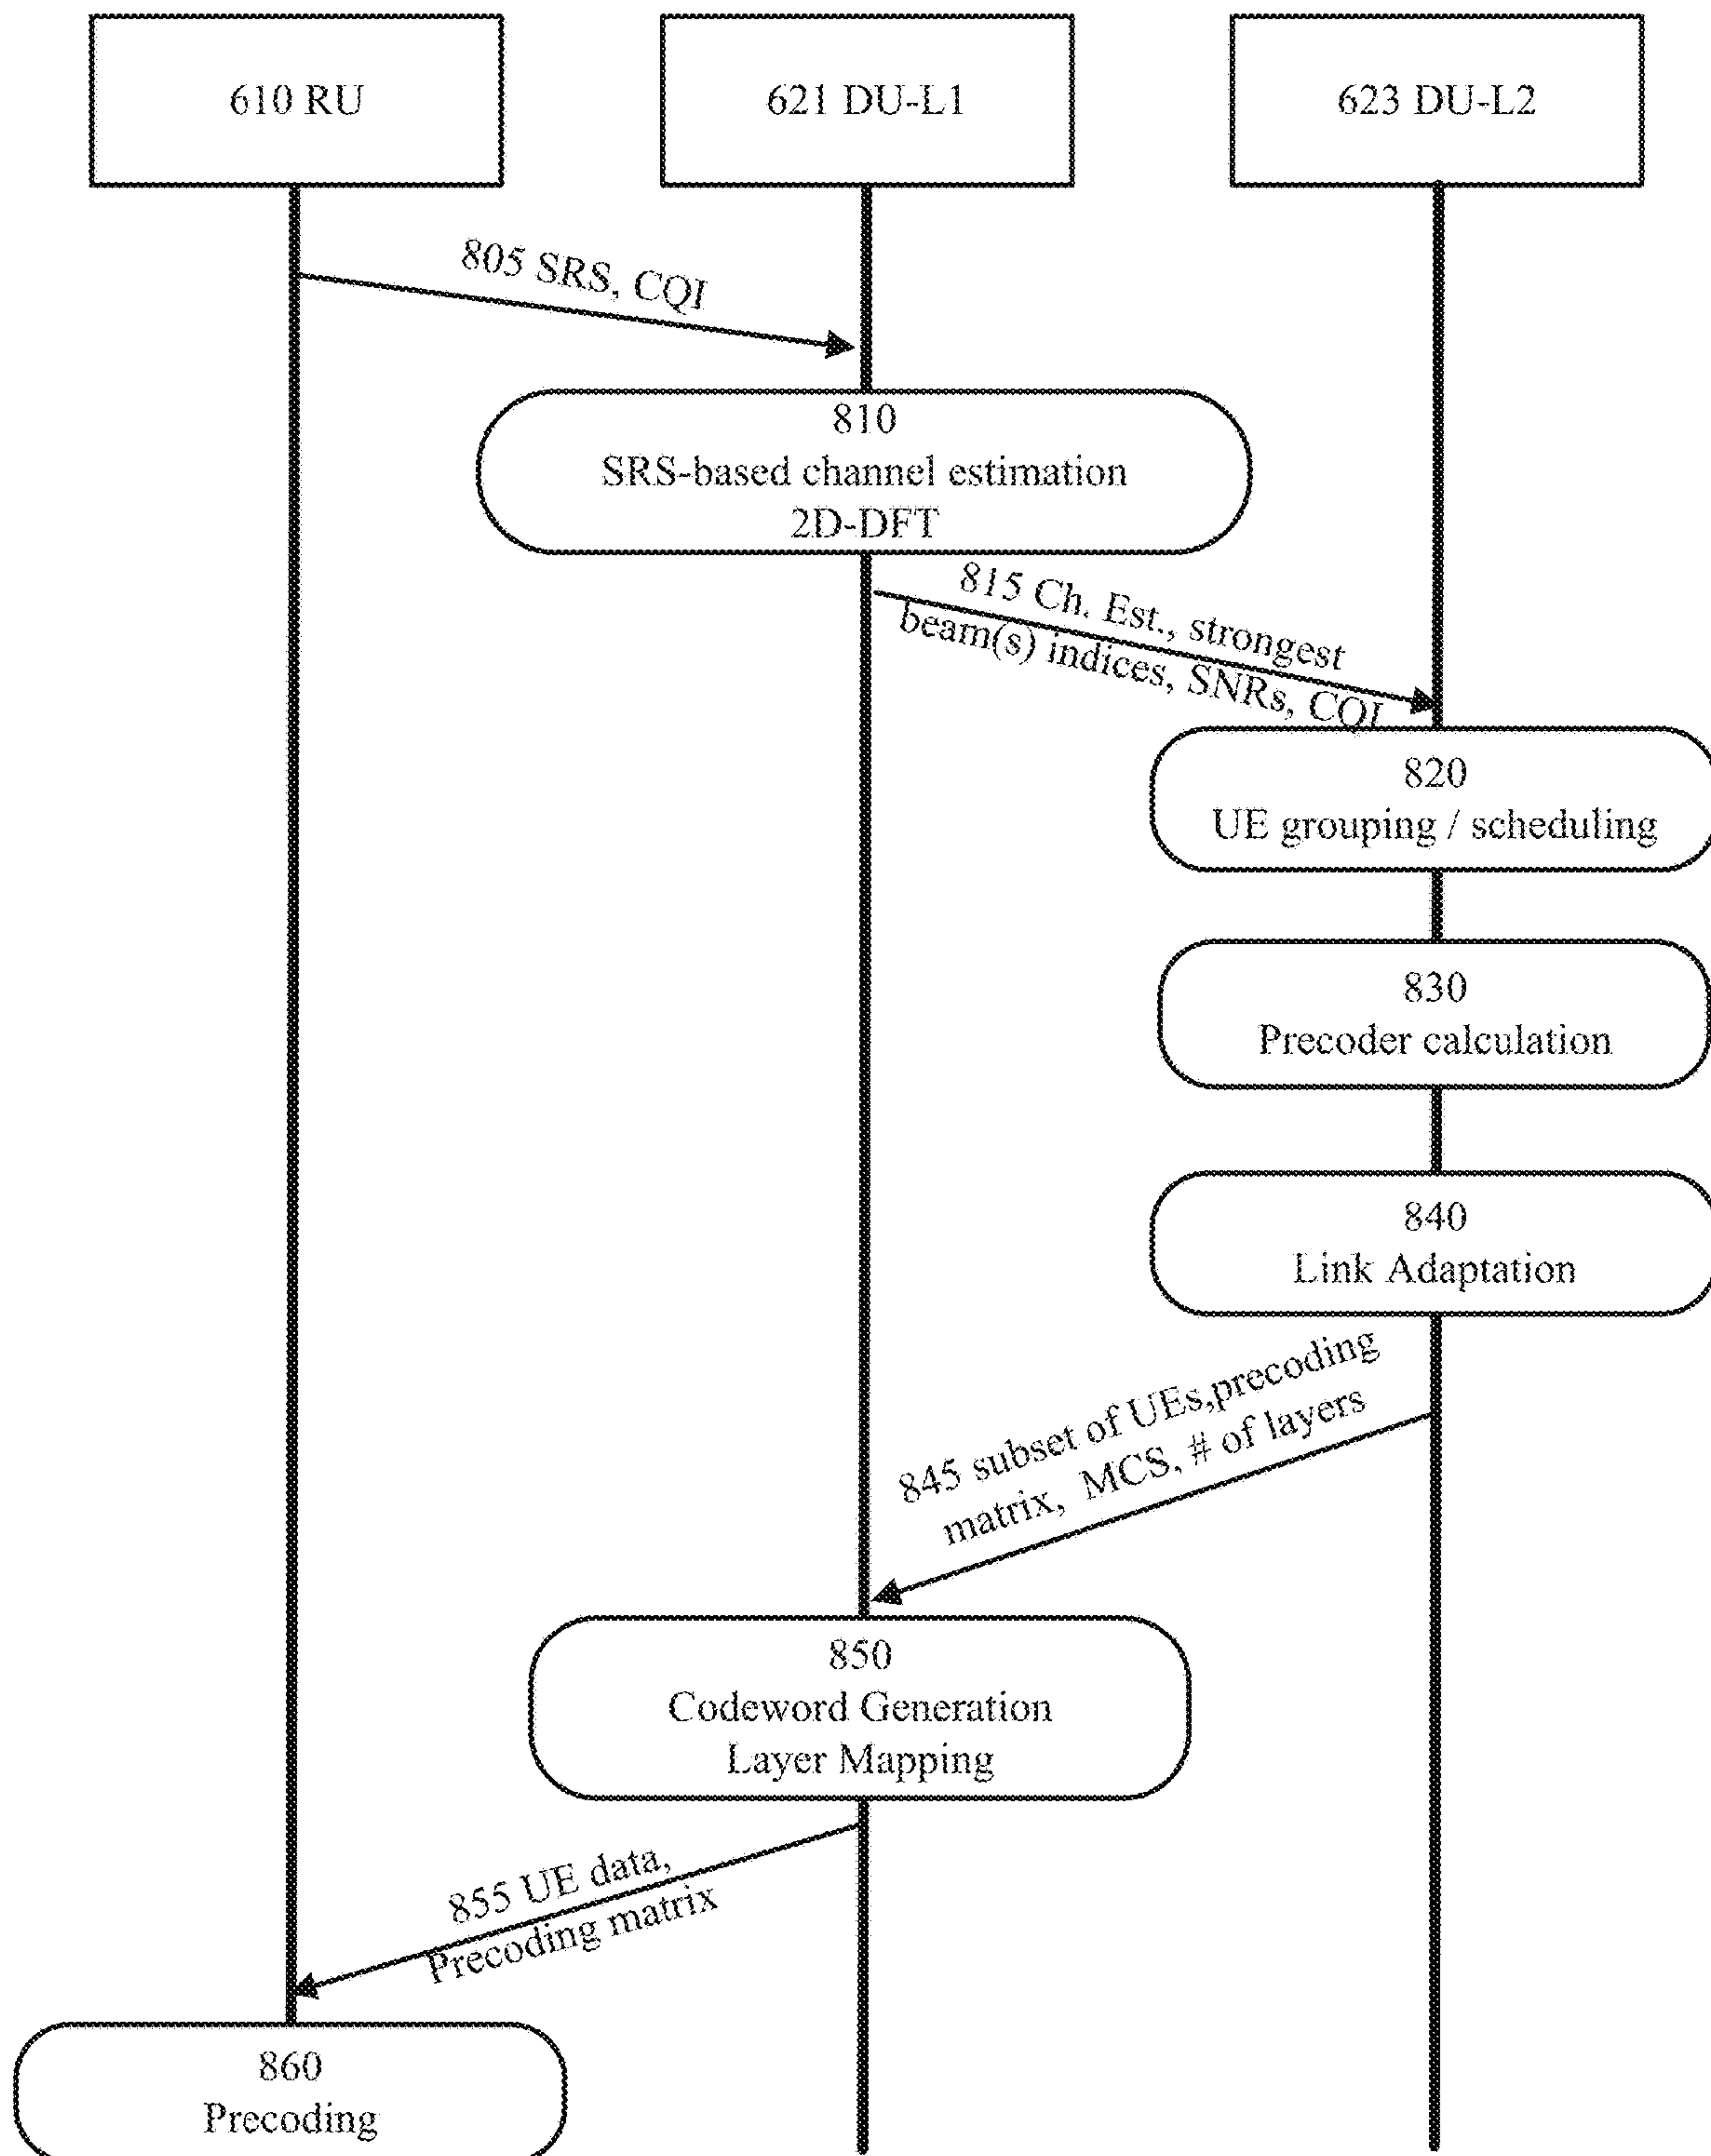 610 RU
621 DU-L1
623 DU-L2
805 SRS, CQI
810
SRS-based channel estimation
2D-DFT
815 Ch. Est., strongest
beam(s) indices, SNRs, CQI
820
UE grouping / scheduling
830
Precoder calculation
840
Link Adaptation
845 subset of UEs,precoding
matrix, MCS, # of layers
850
Codeword Generation
Layer Mapping
855 UE data,
Precoding matrix
860
Precoding